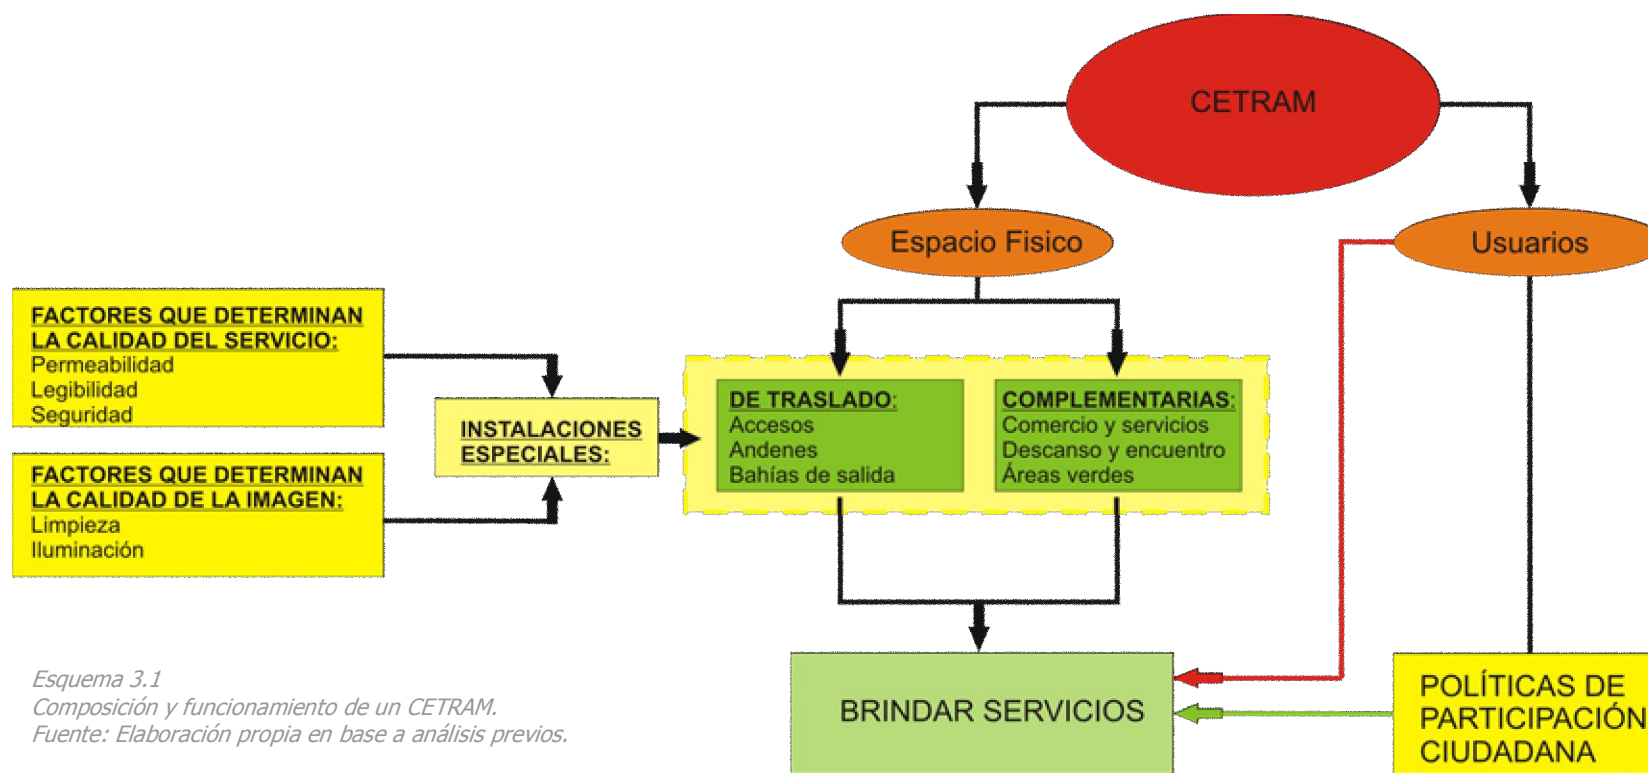 CETRAM
Espacio Fisico
Usuarios
FACTORES QUE DETERMINAN
LA CALIDAD DEL SERVICIO:
Permeabilidad
Legibilidad
Seguridad
INSTALACIONES
ESPECIALES:
DE TRASLADO:
Accesos
Andenes
Bahías de salida
COMPLEMENTARIAS:
Comercio y servicios
Descanso y encuentro
Áreas verdes
FACTORES QUE DETERMINAN
LA CALIDAD DE LA IMAGEN:
Limpieza
Iluminación
BRINDAR SERVICIOS
POLÍTICAS DE
PARTICIPACIÓN
CIUDADANA
Esquema 3.1
Composición y funcionamiento de un CETRAM.
Fuente: Elaboración propia en base a análisis previos.